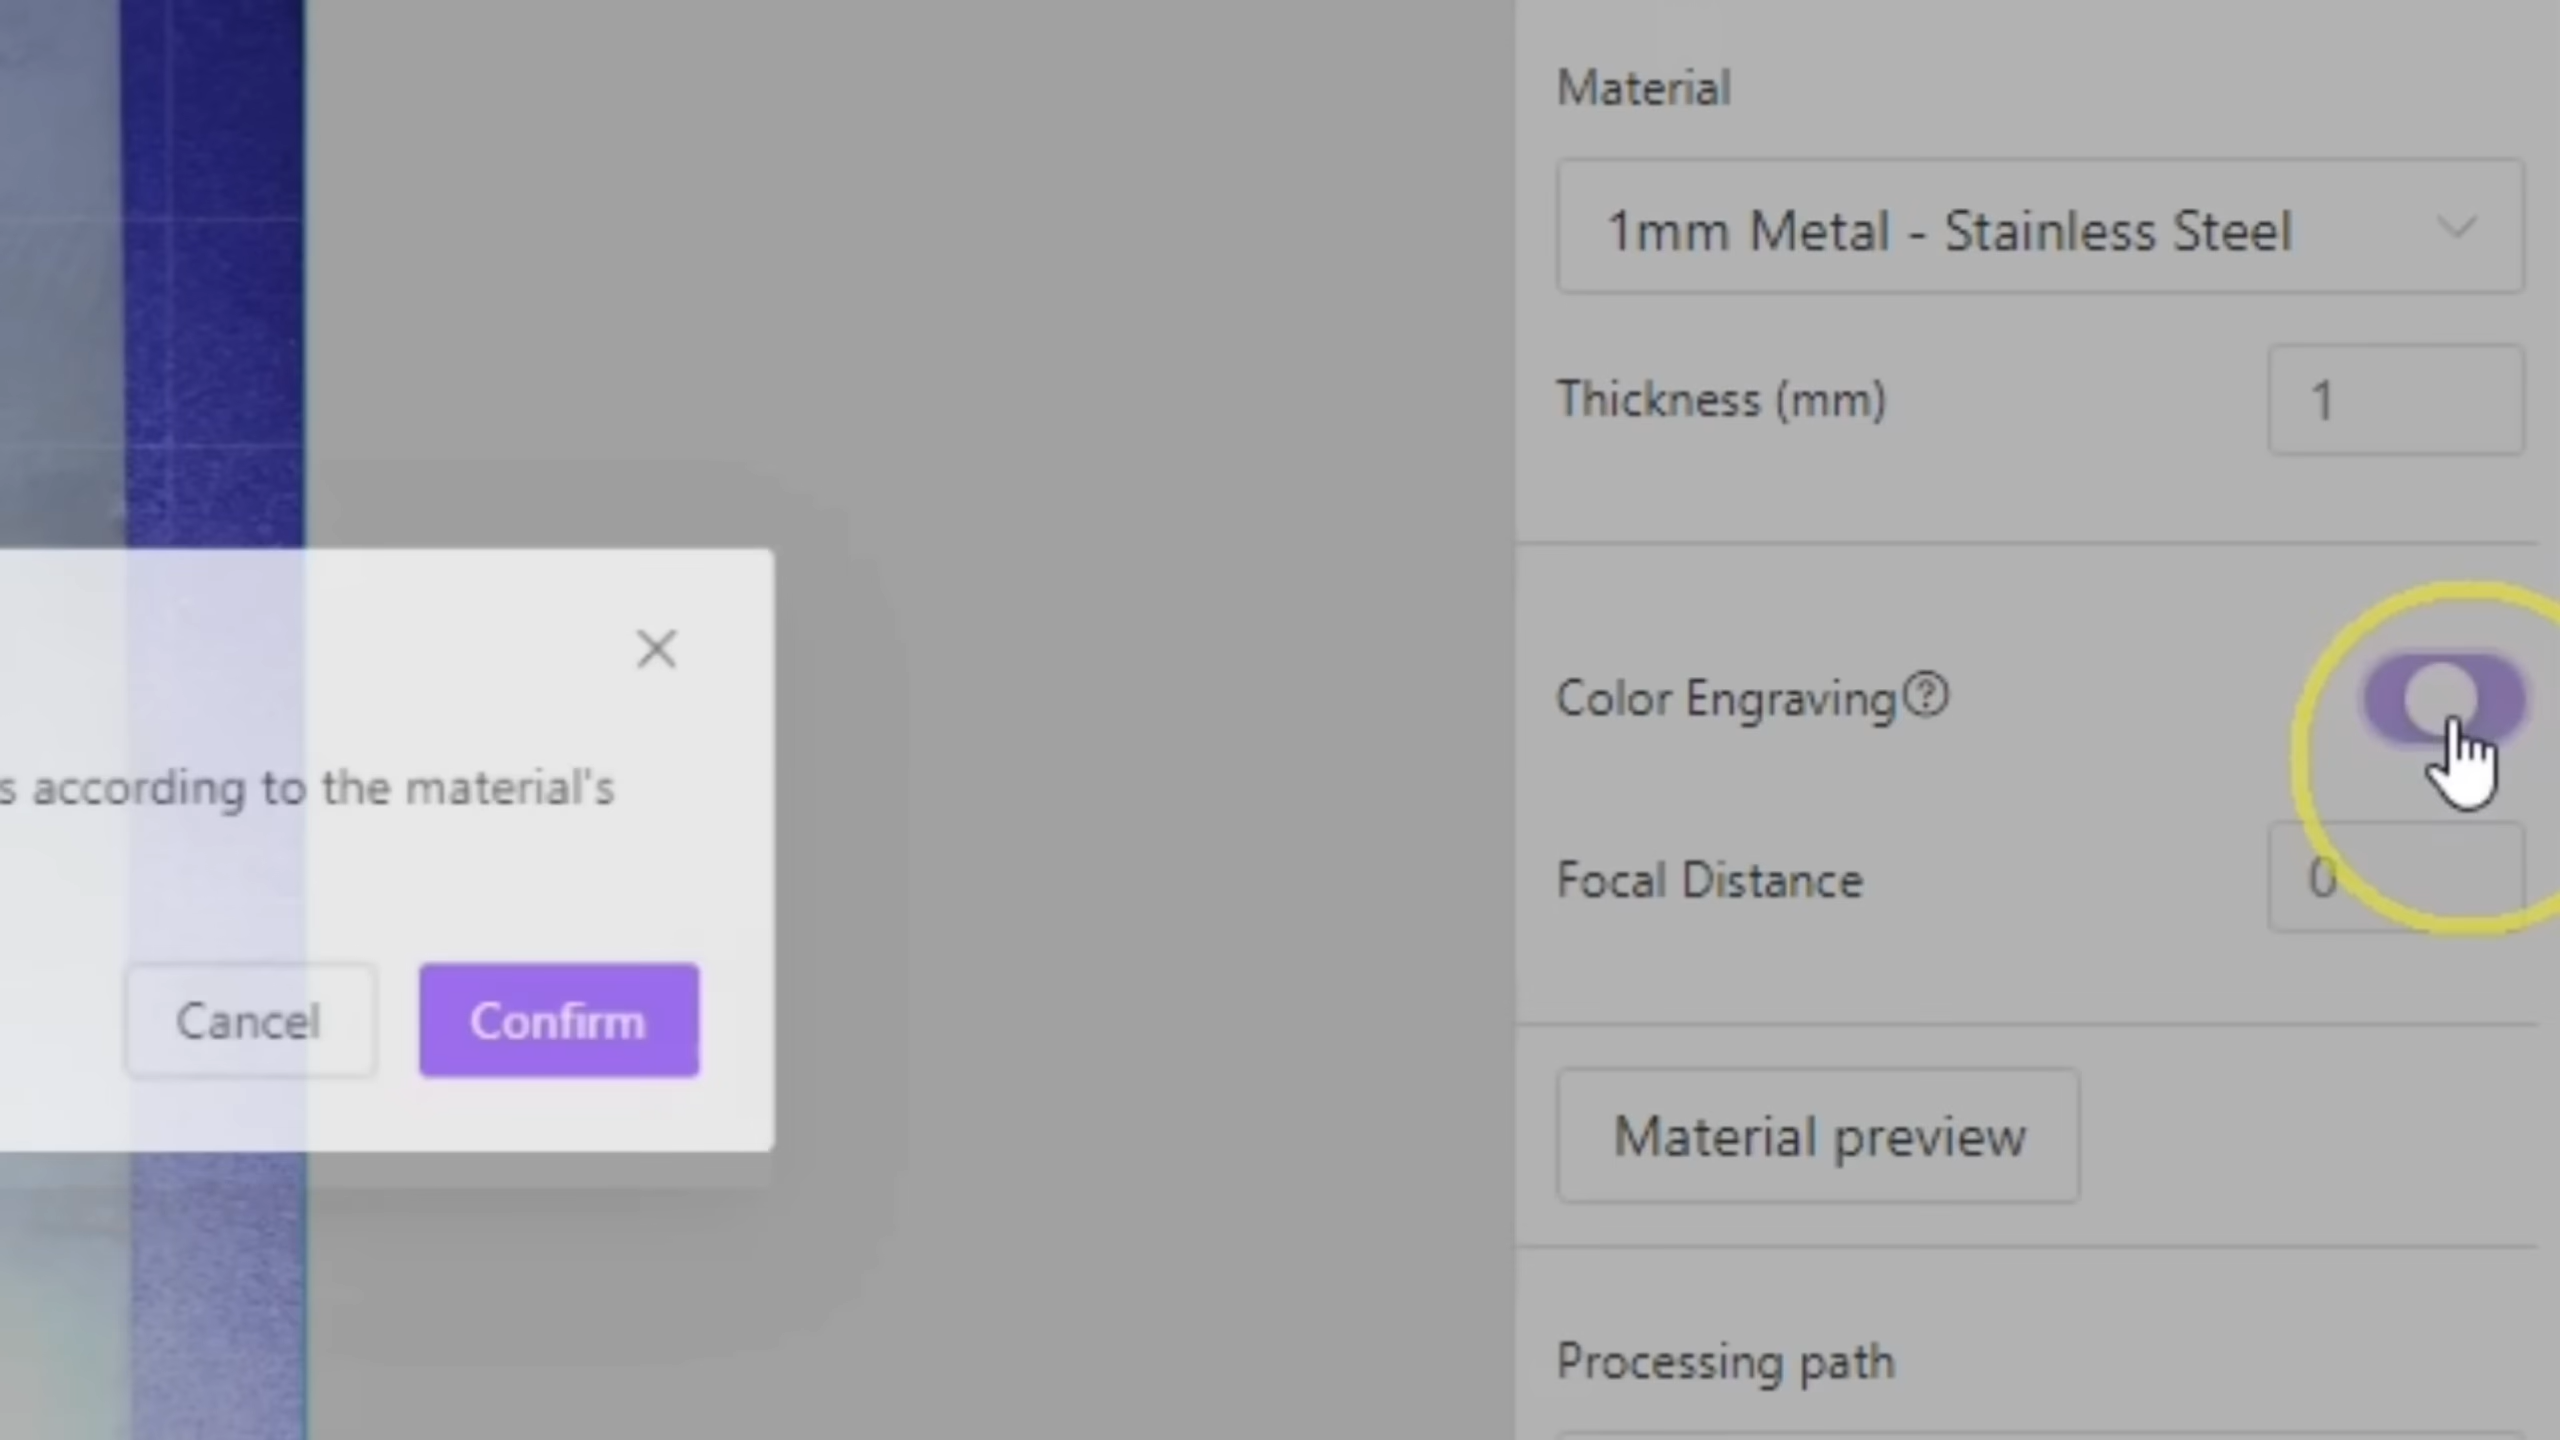 Material
1mm Metal - Stainless Steel
Thickness (mm)
1
s according to the material's
Cancel
Confirm
Color Engraving?
Focal Distance
0
Material preview
Processing path